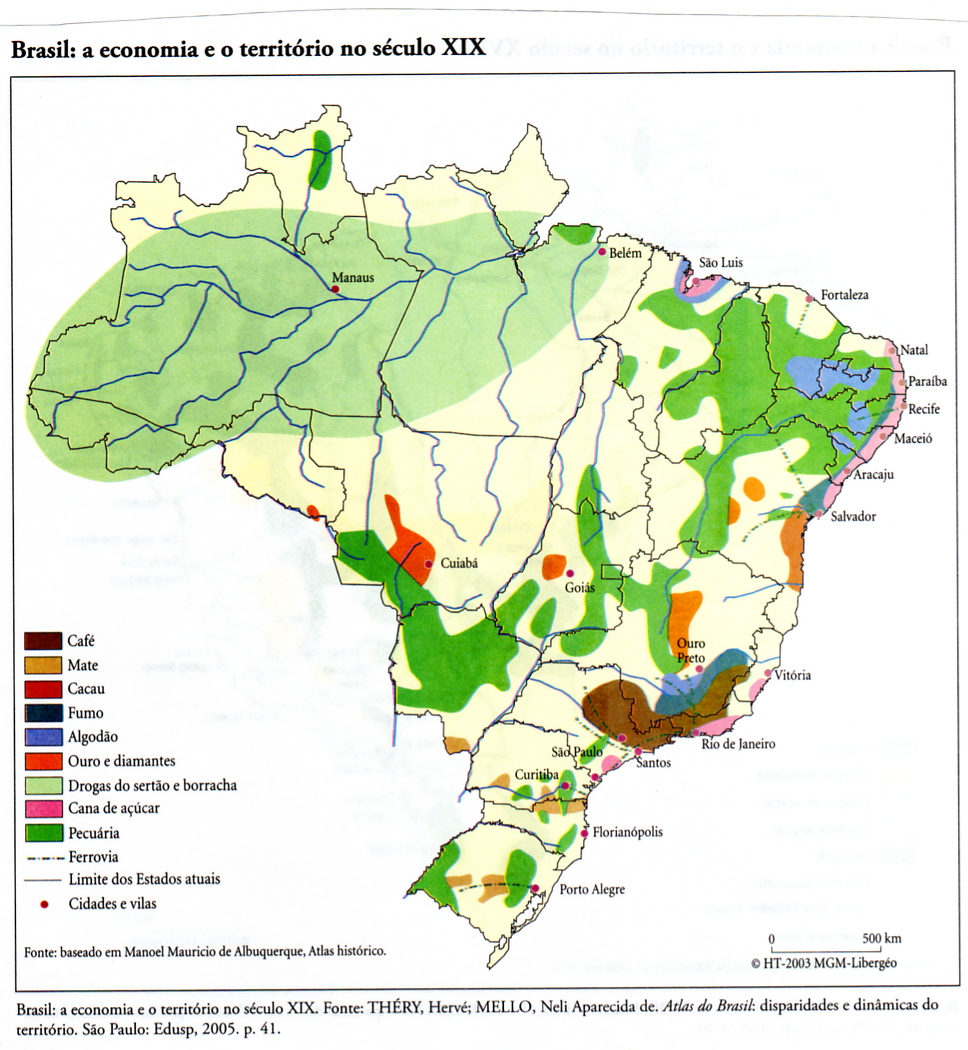 Brasil: a economia e o território no século XIX
Belém
São Luis
Manaus
Fortaleza
Natal
Paraíba
Recife
Maceió
Aracaju
Salvador
Cuiabá
Goiás
Ouro
Preto
Vitória
Rio de Janeiro
São Paulo
Santos
Curitiba
Florianópolis
Porto Alegre
Café
Mate
Cacau
Fumo
Algodão
Ouro e diamantes
Drogas do sertão e borracha
Cana de açúcar
Pecuária
Ferrovia
Limite dos Estados atuais
Cidades e vilas
Fonte: baseado em Manoel Mauricio de Albuquerque, Atlas histórico.
0 500 km
© HT-2003 MGM-Libergéo
Brasil: a economia e o território no século XIX. Fonte: THÉRY, Hervé; MELLO, Neli Aparecida de. Atlas do Brasil: disparidades e dinâmicas do
território. São Paulo: Edusp, 2005. p. 41.